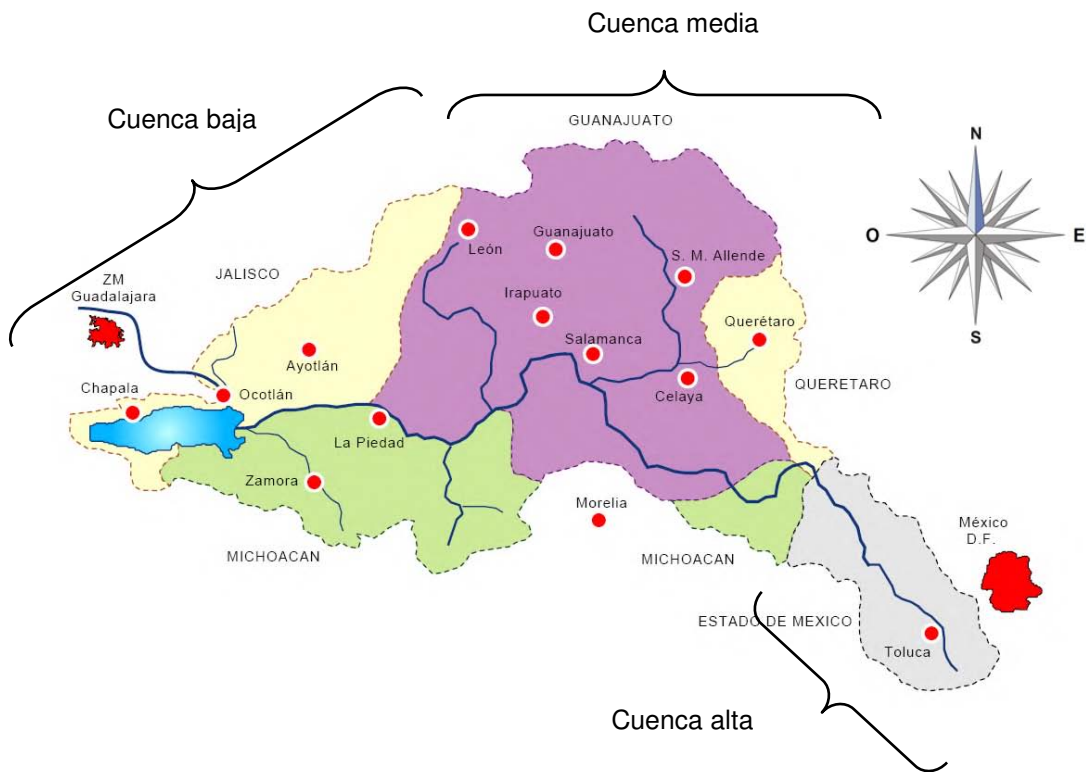 Cuenca media
Cuenca baja
GUANAJUATO
N
León
Guanajuato
S. M. Allende
O
E
JALISCO
ZM
Guadalajara
Irapuato
Querétaro
S
Salamanca
Ayotlán
Chapala
Ocotlán
Celaya
QUERETARO
La Piedad
Zamora
Morelia
México
D.F.
MICHOACAN
MICHOACAN
ESTADO DE MEXICO
Toluca
Cuenca alta